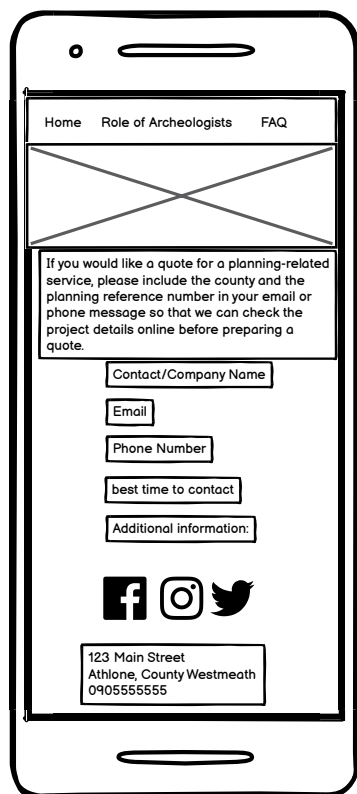 Home Role of Archeologists FAQ
If you would like a quote for a planning-related
service, please include the county and the
planning reference number in your email or
phone message so that we can check the
project details online before preparing a
quote.
Contact/Company Name
Email
Phone Number
best time to contact
Additional information:
123 Main Street
Athlone, County Westmeath
0905555555